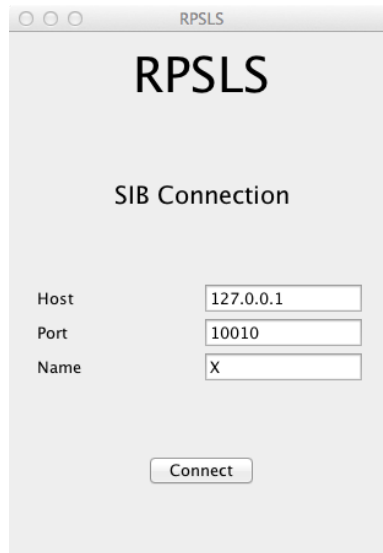 RPSLS
RPSLS
SIB Connection
Host 127.0.0.1
Port 10010
Name X
Connect